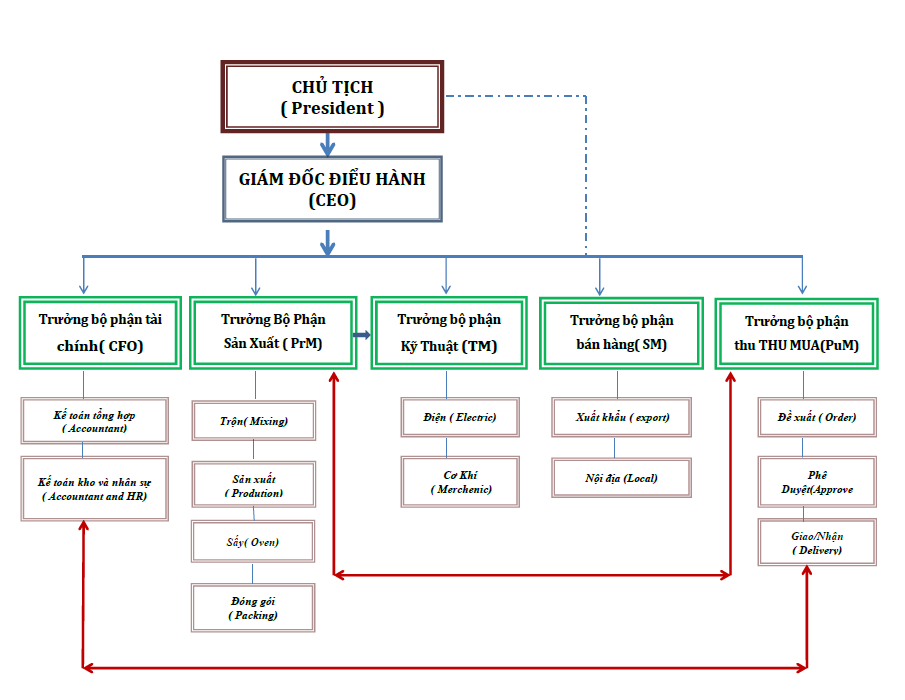 CHỦ TỊCH
( President )
GIÁM ĐỐC ĐIỂU HÀNH
(CEO)
Trưởng bộ phận tài
chính( CFO)
Trưởng Bộ Phận
Sản Xuất ( PrM)
Trưởng bộ phận
Kỹ Thuật (TM)
Trưởng bộ phận
bán hàng( SM)
Trưởng bộ phận
thu THU MUA(PuM)
Kế toán tổng hợp
( Accountant)
Kế toán kho và nhân sự
( Accountant and HR)
Trộn( Mixing)
Sản xuất
( Prodution)
Sấy( Oven)
Đóng gói
( Packing)
Điện ( Electric)
Cơ Khí
( Merchenic)
Xuất khẩu ( export)
Nội địa (Local)
Đề xuất ( Order)
Phê
Duyệt(Approve
Giao/Nhận
( Delivery)